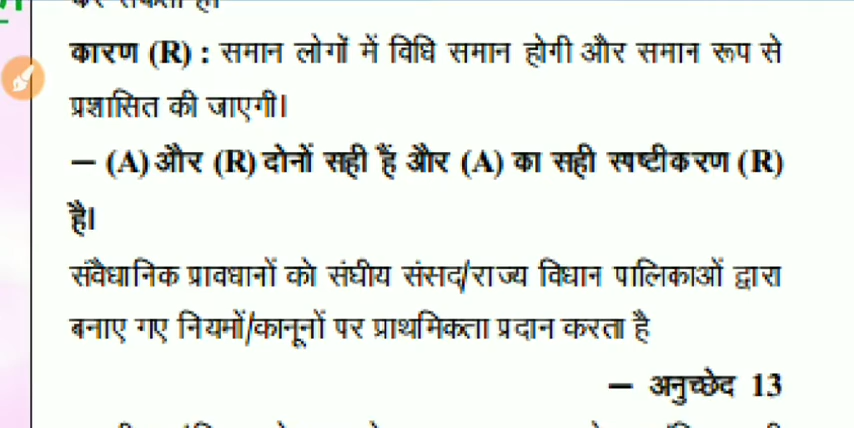 कारण (R) : समान लोगों में विधि समान होगी और समान रूप से
प्रशासित की जाएगी।
– (A) और (R) दोनों सही हैं और (A) का सही स्पष्टीकरण (R)
है।
संवैधानिक प्रावधानों को संघीय संसद/राज्य विधान पालिकाओं द्वारा
बनाए गए नियमों/कानूनों पर प्राथमिकता प्रदान करता है
– अनुच्छेद 13